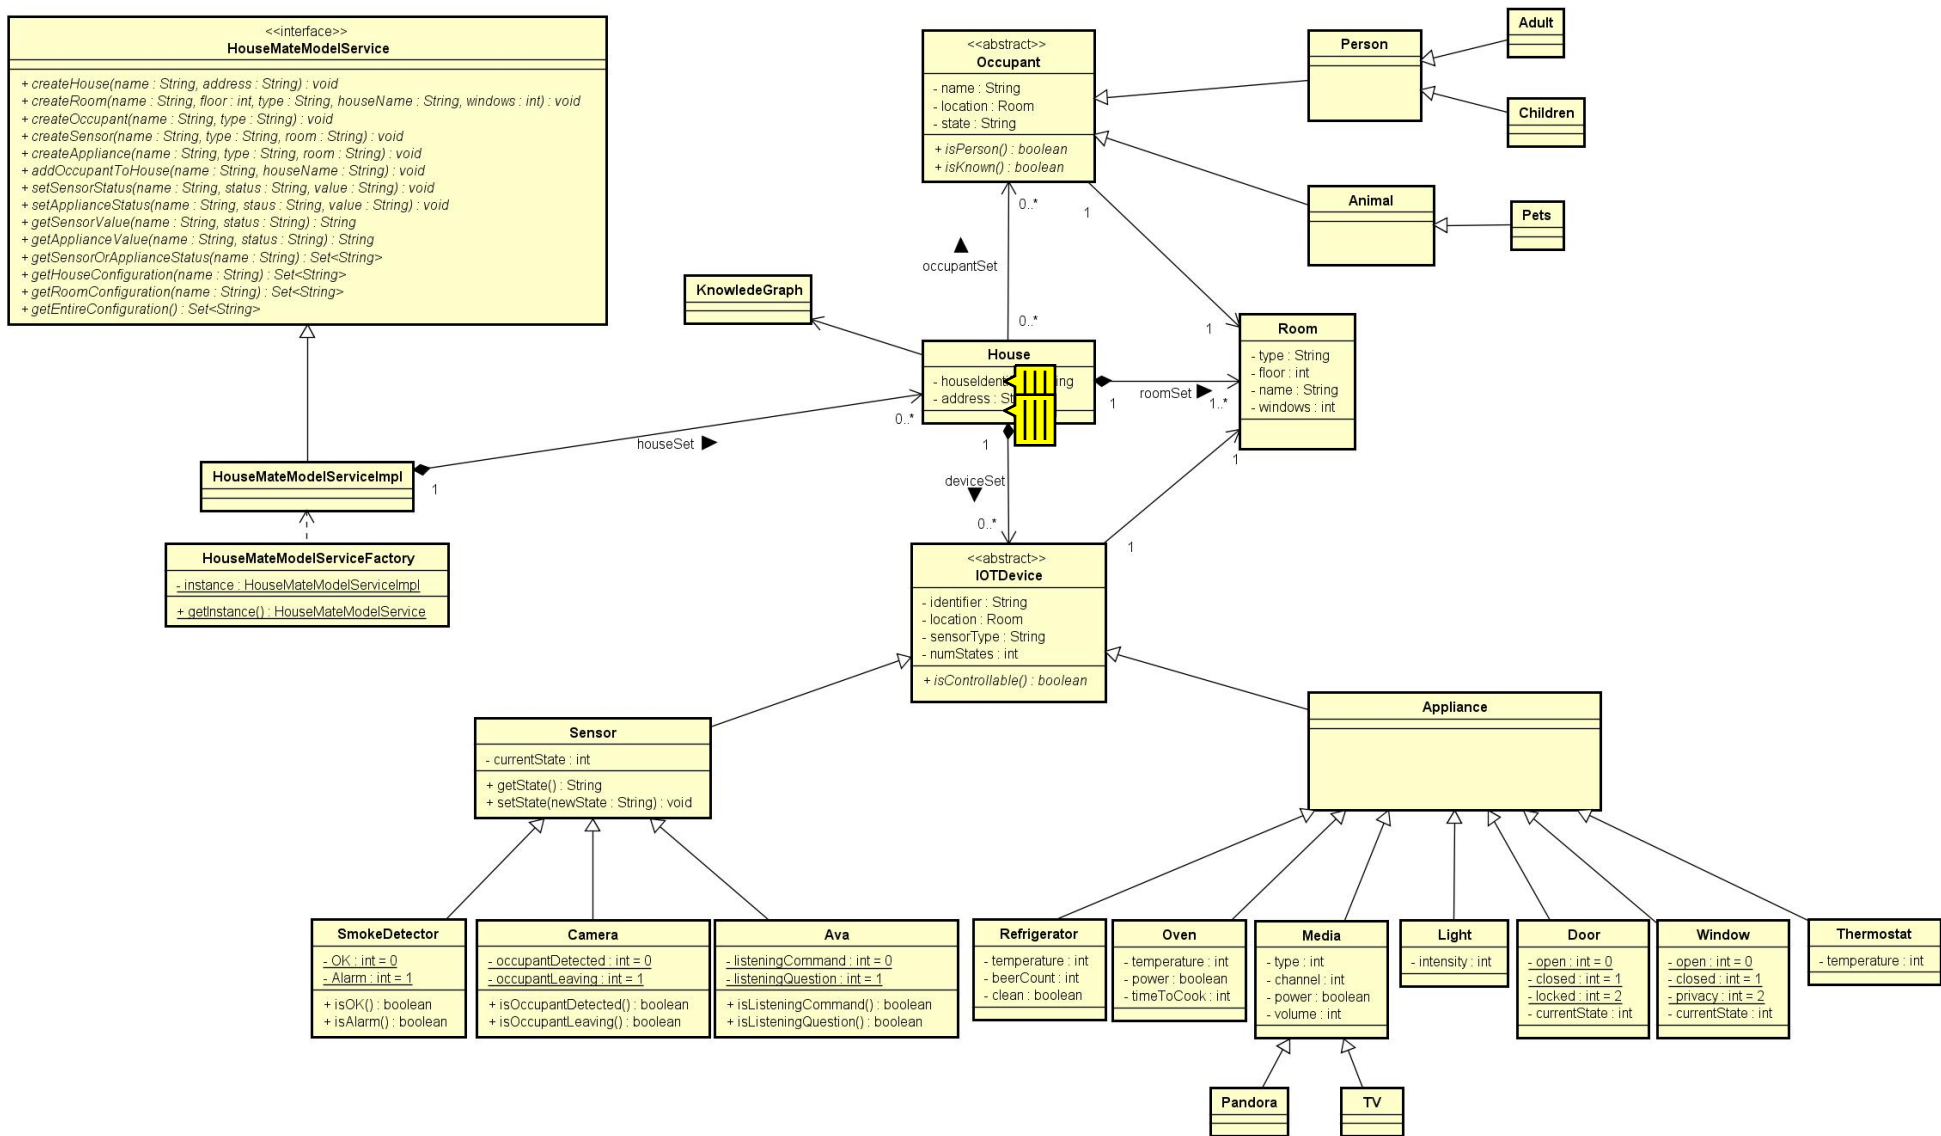 <<interface>>
HouseMateModelService
+ createHouse(name : String, address : String) : void
+ createRoom(name : String, floor : int, type : String, houseName : String, windows : int) : void
+ createOccupant(name : String, type : String) : void
+ createSensor(name : String, type : String, room : String) : void
+ createAppliance(name : String, type : String, room : String) : void
+ addOccupantToHouse(name : String, houseName : String) : void
+ setSensorStatus(name : String, status : String, value : String) : void
+ setApplianceStatus(name : String, staus : String, value : String) : void
+ getSensorValue(name : String, status : String) : String
+ getApplianceValue(name : String, status : String) : String
+ getSensorOrApplianceStatus(name : String) : Set<String>
+ getHouseConfiguration(name : String) : Set<String>
+ getRoomConfiguration(name : String) : Set<String>
+ getEntireConfiguration() : Set<String>
<<abstract>>
Occupant
- name : String
- location : Room
- state : String
+ isPerson() : boolean
+ isKnown() : boolean
Person
Adult
Children
Animal
Pets
0..*
1
occupantSet
0..*
1
KnowledeGraph
House
- address :
1
roomSet
1..*
Room
- type : String
- floor : int
- name : String
- windows : int
1
houseSet
0..*
HouseMateModelServiceImpl
1
HouseMateModelServiceFactory
- instance : HouseMateModelServiceImpl
+ getInstance() : HouseMateModelService
1
deviceSet
0..*
1
<<abstract>>
IOTDevice
- identifier : String
- location : Room
- sensorType : String
- numStates : int
+ isControllable() : boolean
Sensor
- currentState : int
+ getState() : String
+ setState(newState : String) : void
Appliance
SmokeDetector
- OK : int = 0
- Alarm : int = 1
+ isOK() : boolean
+ isAlarm() : boolean
Camera
- occupantDetected : int = 0
- occupantLeaving : int = 1
+ isOccupantDetected() : boolean
+ isOccupantLeaving() : boolean
Ava
- listeningCommand : int = 0
- listeningQuestion : int = 1
+ isListeningCommand() : boolean
+ isListeningQuestion() : boolean
Refrigerator
- temperature : int
- beerCount : int
- clean : boolean
Oven
- temperature : int
- power : boolean
- timeToCook : int
Media
- type : int
- channel : int
- power : boolean
- volume : int
Light
- intensity : int
Door
- open : int = 0
- closed : int = 1
- locked : int = 2
- currentState : int
Window
- open : int = 0
- closed : int = 1
- privacy : int = 2
- currentState : int
Thermostat
- temperature : int
Pandora
TV